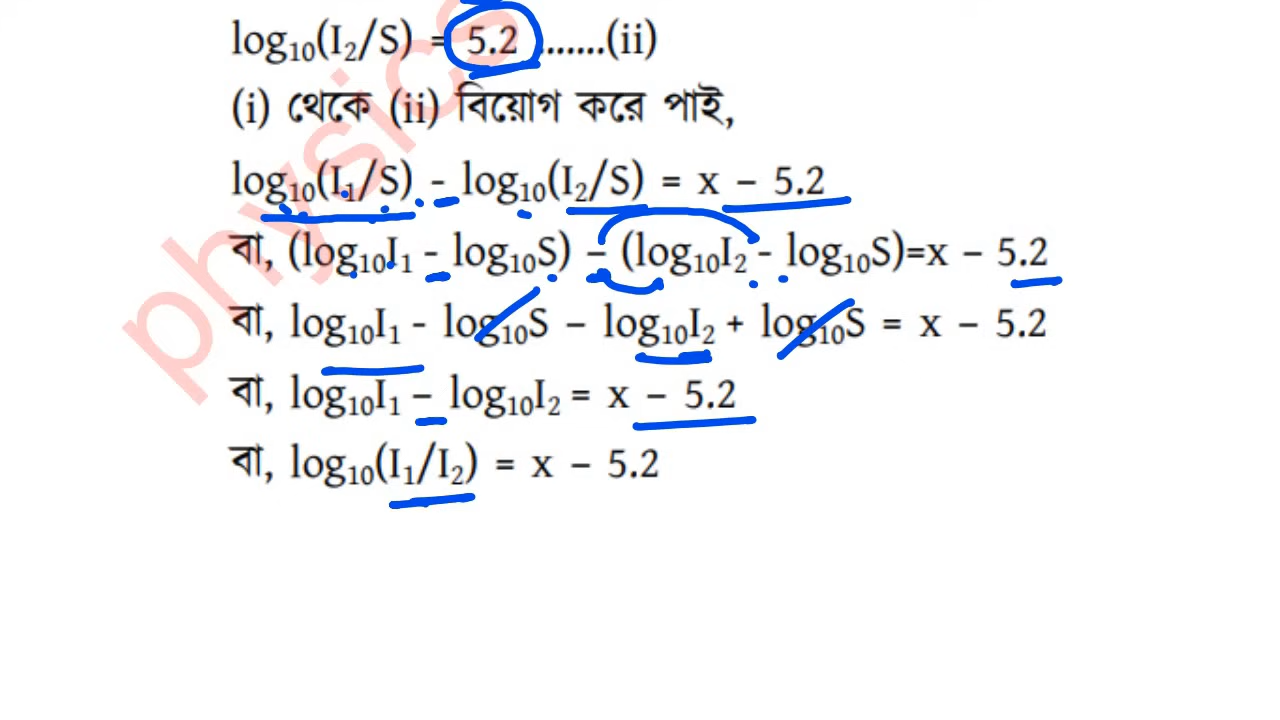 log₁₀(I₂/S) = 5.2 .......(ii)
(i) থেকে (ii) বিয়োগ করে পাই,
log₁₀(I₁/S) - log₁₀(I₂/S) = x – 5.2
বা, (log₁₀I₁ - log₁₀S) – (log₁₀I₂ - log₁₀S)=x – 5.2
বা, log₁₀I₁ - log₁₀S – log₁₀I₂ + log₁₀S = x – 5.2
বা, log₁₀I₁ – log₁₀I₂ = x – 5.2
বা, log₁₀(I₁/I₂) = x – 5.2
physics